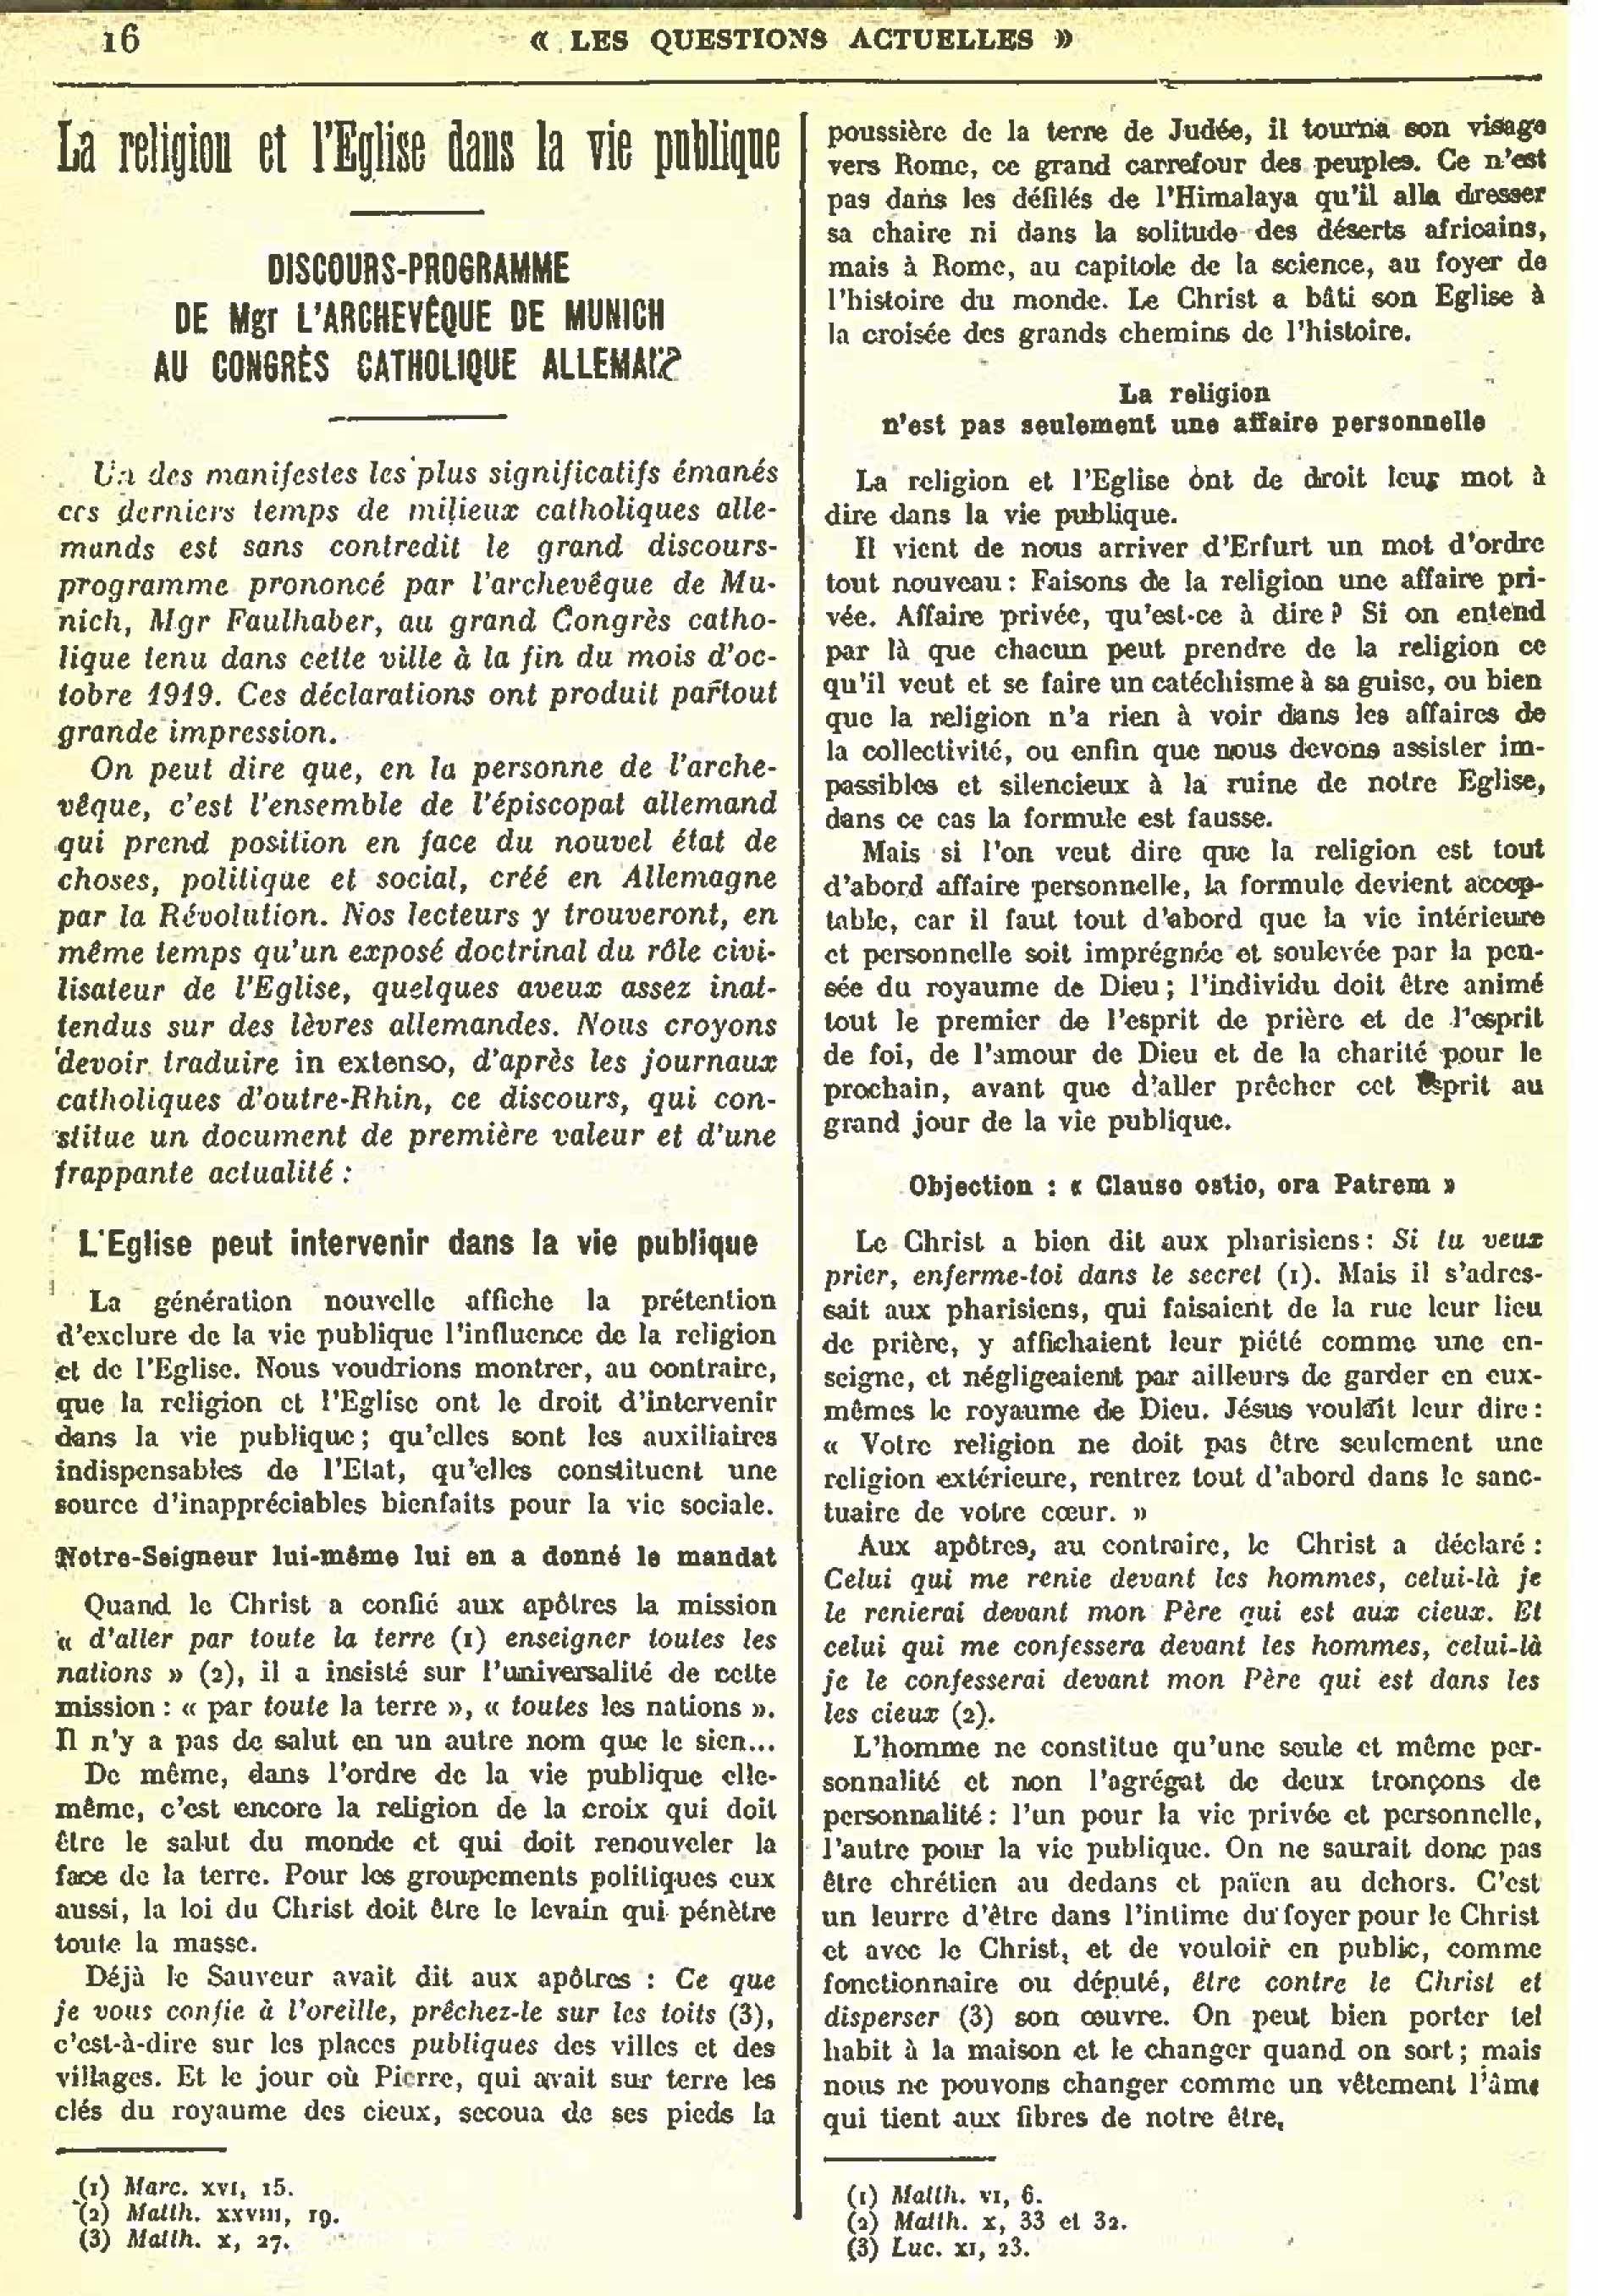 16
« LES QUESTIONS ACTUELLES »
La religion et l'Eglise dans la vie publique
DISCOURS-PROGRAMME
DE Mgr L'ARCHEVÊQUE DE MUNICH
AU CONGRÈS CATHOLIQUE ALLEMAND
Un des manifestes les plus significatifs émanés
ces derniers temps de milieux catholiques alle-
mands est sans contredit le grand discours-
programme prononcé par l'archevêque de Mu-
nich, Mgr Faulhaber, au grand Congrès catho-
lique tenu dans cette ville à la fin du mois d'oc-
tobre 1919. Ces déclarations ont produit partout
grande impression.
On peut dire que, en la personne de l'arche-
vêque, c'est l'ensemble de l'épiscopat allemand
qui prend position en face du nouvel état de
choses, politique et social, créé en Allemagne
par la Révolution. Nos lecteurs y trouveront, en
même temps qu'un exposé doctrinal du rôle civi-
lisateur de l'Eglise, quelques aveux assez inat-
tendus sur des lèvres allemandes. Nous croyons
devoir traduire in extenso, d'après les journaux
catholiques d'outre-Rhin, ce discours, qui con-
stitue un document de première valeur et d'une
frappante actualité :
L'Eglise peut intervenir dans la vie publique
La génération nouvelle affiche la prétention
d'exclure de la vie publique l'influence de la religion
et de l'Eglise. Nous voudrions montrer, au contraire,
que la religion et l'Eglise ont le droit d'intervenir
dans la vie publique; qu'elles sont les auxiliaires
indispensables de l'Etat, qu'elles constituent une
source d'inappréciables bienfaits pour la vie sociale.
Notre-Seigneur lui-même lui en a donné le mandat
Quand le Christ a confié aux apôtres la mission
« d'aller par toute la terre (1) enseigner toutes les
nations » (2), il a insisté sur l'universalité de cette
mission : « par toute la terre », « toutes les nations ».
Il n'y a pas de salut en un autre nom que le sien...
De même, dans l'ordre de la vie publique elle-
même, c'est encore la religion de la croix qui doit
être le salut du monde et qui doit renouveler la
face de la terre. Pour les groupements politiques eux
aussi, la loi du Christ doit être le levain qui pénètre
toute la masse.
Déjà le Sauveur avait dit aux apôtres : Ce que
je vous confie à l'oreille, prêchez-le sur les toits (3),
c'est-à-dire sur les places publiques des villes et des
villages. Et le jour où Pierre, qui avait sur terre les
clés du royaume des cieux, secoua de ses pieds la
(1) Marc. XVI, 15.
(2) Matth. XXVIII, 19.
(3) Matth. X, 27.
poussière de la terre de Judée, il tourna son visage
vers Rome, ce grand carrefour des peuples. Ce n'est
pas dans les défilés de l'Himalaya qu'il alla dresser
sa chaire ni dans la solitude des déserts africains,
mais à Rome, au capitole de la science, au foyer de
l'histoire du monde. Le Christ a bâti son Eglise à
la croisée des grands chemins de l'histoire.
La religion
n'est pas seulement une affaire personnelle
La religion et l'Eglise ont de droit leur mot à
dire dans la vie publique.
Il vient de nous arriver d'Erfurt un mot d'ordre
tout nouveau : Faisons de la religion une affaire pri-
vée. Affaire privée, qu'est-ce à dire ? Si on entend
par là que chacun peut prendre de la religion ce
qu'il veut et se faire un catéchisme à sa guise, ou bien
que la religion n'a rien à voir dans les affaires de
la collectivité, ou enfin que nous devons assister im-
passibles et silencieux à la ruine de notre Eglise,
dans ce cas la formule est fausse.
Mais si l'on veut dire que la religion est tout
d'abord affaire personnelle, la formule devient accep-
table, car il faut tout d'abord que la vie intérieure
et personnelle soit imprégnée et soulevée par la pen-
sée du royaume de Dieu ; l'individu doit être animé
tout le premier de l'esprit de prière et de l'esprit
de foi, de l'amour de Dieu et de la charité pour le
prochain, avant que d'aller prêcher cet esprit au
grand jour de la vie publique.
Objection : « Clauso ostio, ora Patrem »
Le Christ a bien dit aux pharisiens : Si tu veux
prier, enferme-toi dans le secret (1). Mais il s'adres-
sait aux pharisiens, qui faisaient de la rue leur lieu
de prière, y affichaient leur piété comme une en-
seigne, et négligeaient par ailleurs de garder en eux-
mêmes le royaume de Dieu. Jésus voulait leur dire :
« Votre religion ne doit pas être seulement une
religion extérieure, rentrez tout d'abord dans le sanc-
tuaire de votre cœur. »
Aux apôtres, au contraire, le Christ a déclaré :
Celui qui me renie devant les hommes, celui-là je
le renierai devant mon Père qui est aux cieux. Et
celui qui me confessera devant les hommes, celui-là
je le confesserai devant mon Père qui est dans les
les cieux (2).
L'homme ne constitue qu'une seule et même per-
sonnalité et non l'agrégat de deux tronçons de
personnalité : l'un pour la vie privée et personnelle,
l'autre pour la vie publique. On ne saurait donc pas
être chrétien au dedans et païen au dehors. C'est
un leurre d'être dans l'intime du foyer pour le Christ
et avec le Christ, et de vouloir en public, comme
fonctionnaire ou député, être contre le Christ et
disperser (3) son œuvre. On peut bien porter tel
habit à la maison et le changer quand on sort ; mais
nous ne pouvons changer comme un vêtement l'âme
qui tient aux fibres de notre être.
(1) Matth. VI, 6.
(2) Matth. X, 33 et 32.
(3) Luc. XI, 23.